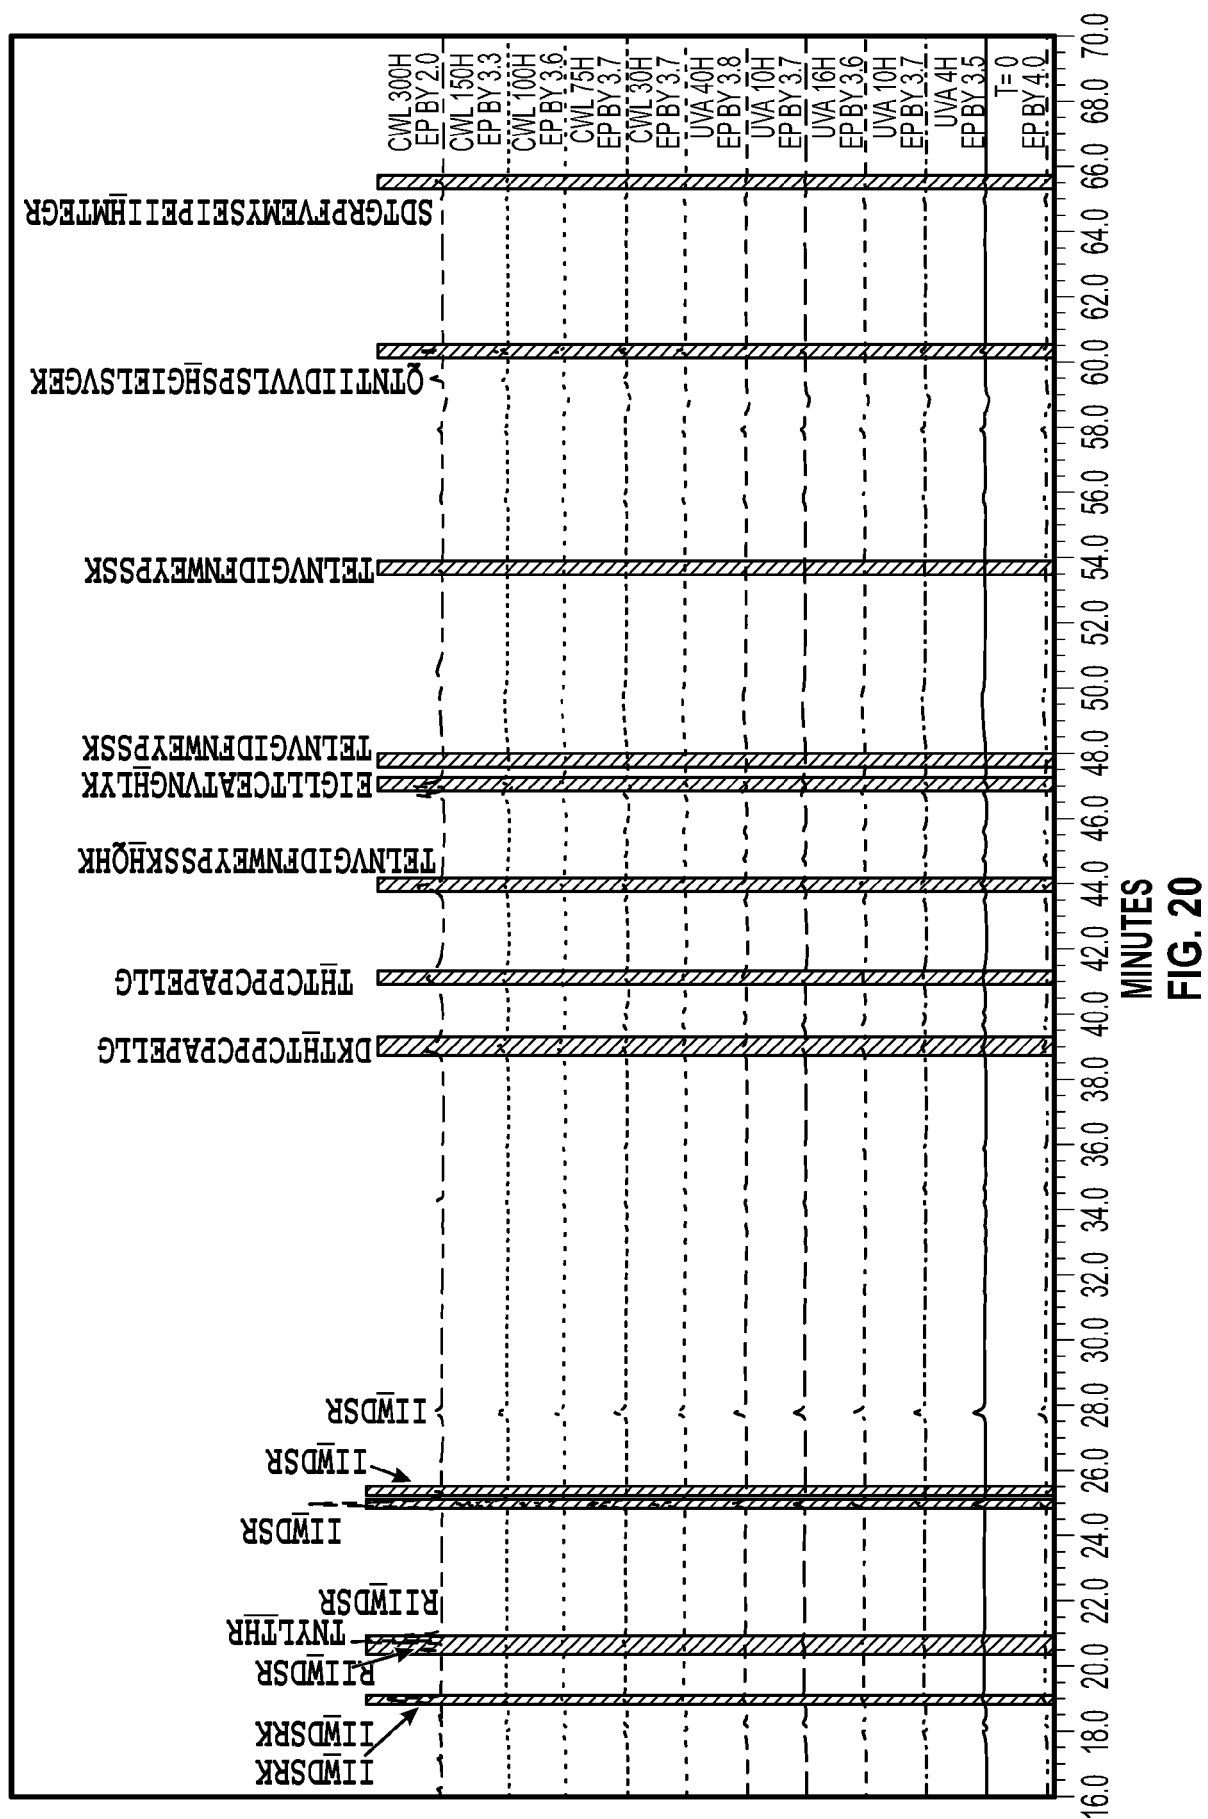 SDTGRPFVEMYSEIPEIIHMTEGR
QTNTIIDVVLSPSHGIELSVGEK
TELNVGIDFNWEYPSSK
TELNVGIDFNWEYPSSK
EIGLLTCEATVNGHLYK
TELNVGIDFNWEYPSSKHQHK
THTCPPCPAPELLG
DKTHTCPPCPAPELLG
IIWDSR
IIWDSR
IIWDSR
RIIWDSR
TNYLTHR
RIIWDSR
IIWDSRK
IIWDSRK
CWL 300H
EP BY 2.0
CWL 150H
EP BY 3.3
CWL 100H
EP BY 3.6
CWL 75H
EP BY 3.7
CWL 30H
EP BY 3.7
UVA 40H
EP BY 3.8
UVA 10H
EP BY 3.7
UVA 16H
EP BY 3.6
UVA 10H
EP BY 3.7
UVA 4H
EP BY 3.5
T= 0
EP BY 4.0
16.0 18.0 20.0 22.0 24.0 26.0 28.0 30.0 32.0 34.0 36.0 38.0 40.0 42.0 44.0 46.0 48.0 50.0 52.0 54.0 56.0 58.0 60.0 62.0 64.0 66.0 68.0 70.0
MINUTES
FIG. 20